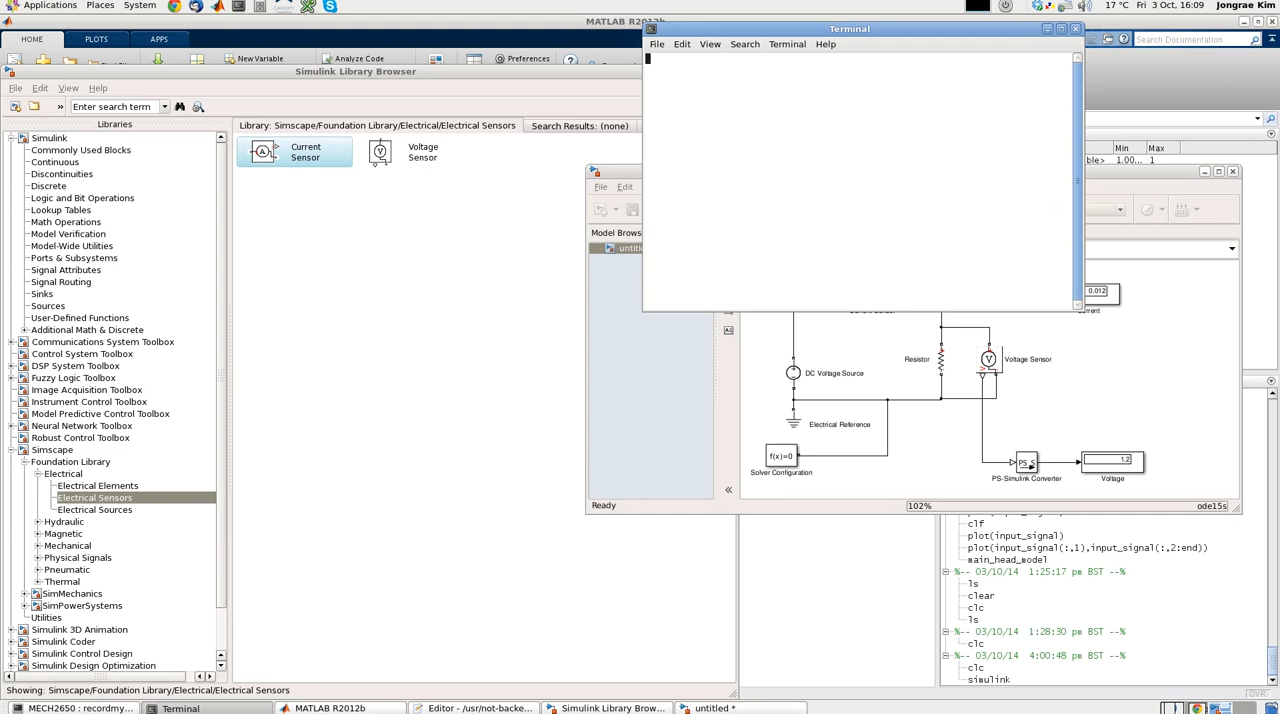 Applications Places System
17 °C Fri 3 Oct, 16:09 Jongrae Kim
MATLAB R2012b
HOME PLOTS APPS
Search Documentation
New Variable
Analyze Code
Preferences
Simulink Library Browser
File Edit View Help
» Enter search term
Libraries
Library: Simscape/Foundation Library/Electrical/Electrical Sensors
Search Results: (none)
Simulink
Commonly Used Blocks
Continuous
Discontinuities
Discrete
Logic and Bit Operations
Lookup Tables
Math Operations
Model Verification
Model-Wide Utilities
Ports & Subsystems
Signal Attributes
Signal Routing
Sinks
Sources
User-Defined Functions
Additional Math & Discrete
Communications System Toolbox
Control System Toolbox
DSP System Toolbox
Fuzzy Logic Toolbox
Image Acquisition Toolbox
Instrument Control Toolbox
Model Predictive Control Toolbox
Neural Network Toolbox
Robust Control Toolbox
Simscape
Foundation Library
Electrical
Electrical Elements
Electrical Sensors
Electrical Sources
Hydraulic
Magnetic
Mechanical
Physical Signals
Pneumatic
Thermal
SimMechanics
SimPowerSystems
Utilities
Simulink 3D Animation
Simulink Coder
Simulink Control Design
Simulink Design Optimization
Showing: Simscape/Foundation Library/Electrical/Electrical Sensors
A
Current
Sensor
V
Voltage
Sensor
Terminal
File Edit View Search Terminal Help
Min Max
ble> 1.00... 1
File Edit
Model Brows
untitle
0.012
Resistor
V
Voltage Sensor
DC Voltage Source
Electrical Reference
f(x)=0
Solver Configuration
PS S
PS-Simulink Converter
1.2
Voltage
«
Ready
102%
ode15s
clf
plot(input_signal)
plot(input_signal(:,1),input_signal(:,2:end))
main_head_model
%-- 03/10/14 1:25:17 pm BST --%
ls
clear
clc
ls
%-- 03/10/14 1:28:30 pm BST --%
clc
%-- 03/10/14 4:00:48 pm BST --%
clc
simulink
OVR
MECH2650 : recordmy...
Terminal
MATLAB R2012b
Editor - /usr/not-backe...
Simulink Library Brow...
untitled *